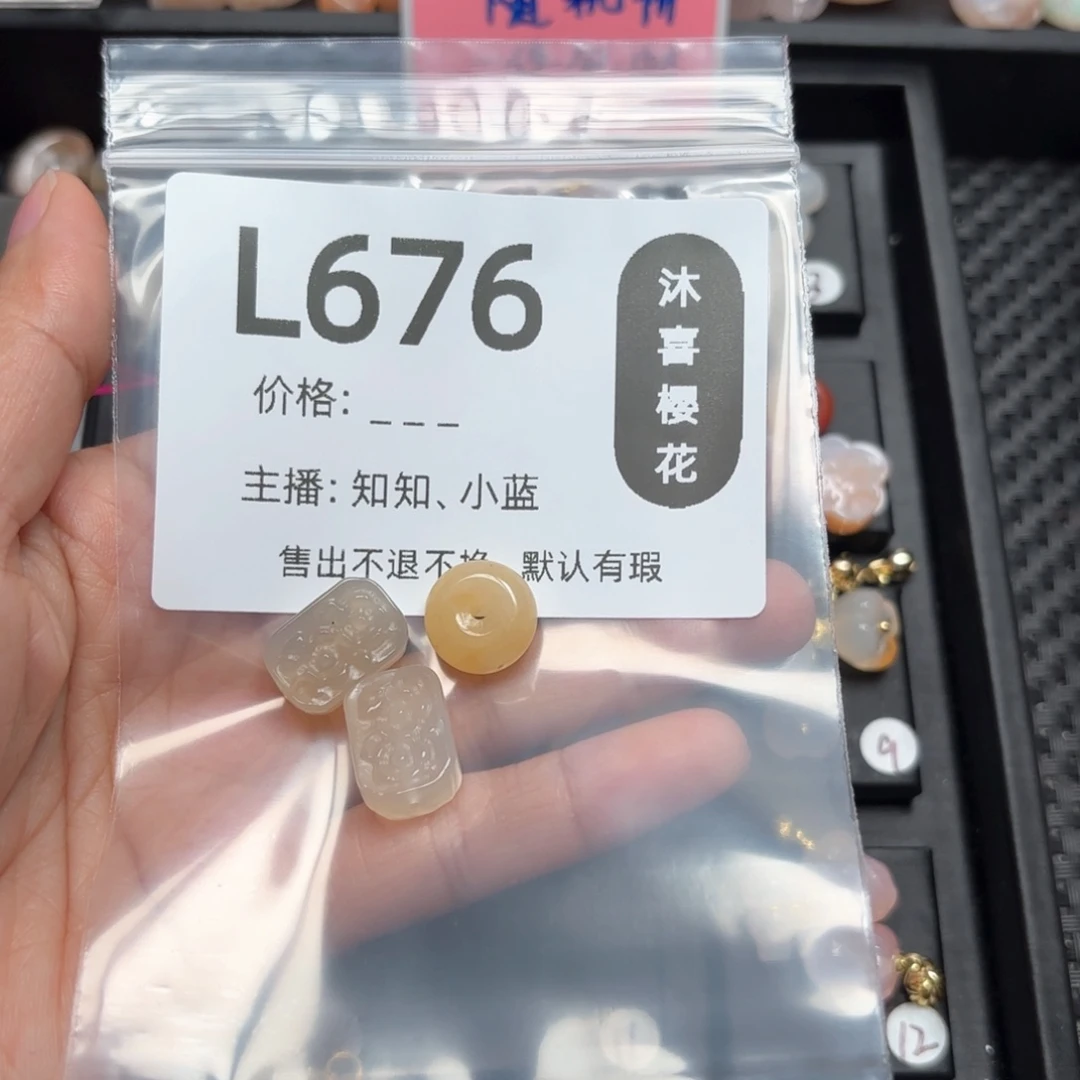 L676
价格: _ _ _
主播: 知知、小蓝
售出不退不换 默认有瑕
沐喜樱花
9
12